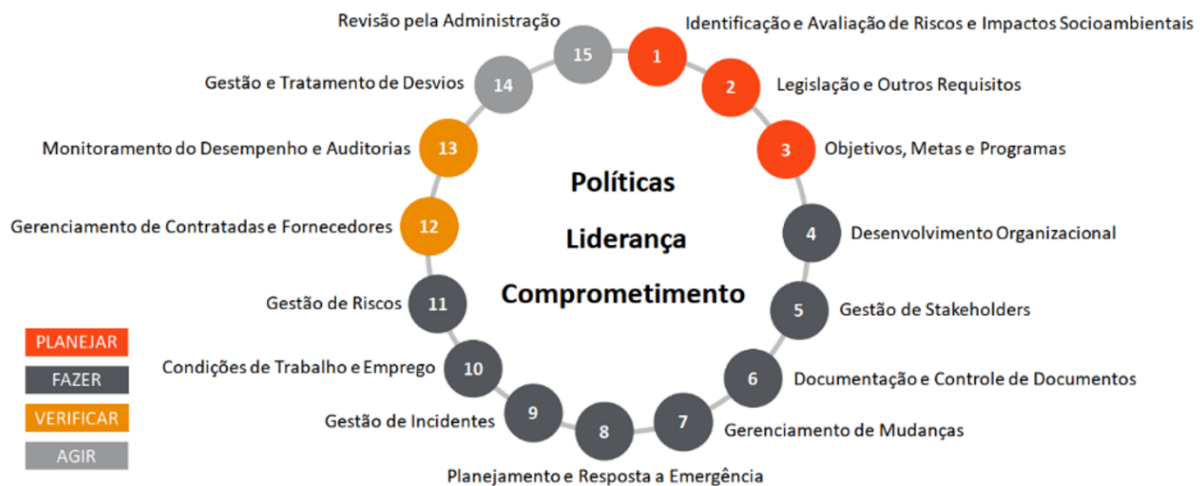 1 Identificação e Avaliação de Riscos e Impactos Socioambientais
2 Legislação e Outros Requisitos
3 Objetivos, Metas e Programas
4 Desenvolvimento Organizacional
5 Gestão de Stakeholders
6 Documentação e Controle de Documentos
7 Gerenciamento de Mudanças
8 Planejamento e Resposta a Emergência
9 Gestão de Incidentes
10 Condições de Trabalho e Emprego
11 Gestão de Riscos
12 Gerenciamento de Contratadas e Fornecedores
13 Monitoramento do Desempenho e Auditorias
14 Gestão e Tratamento de Desvios
15 Revisão pela Administração
Políticas
Liderança
Comprometimento
PLANEJAR
FAZER
VERIFICAR
AGIR